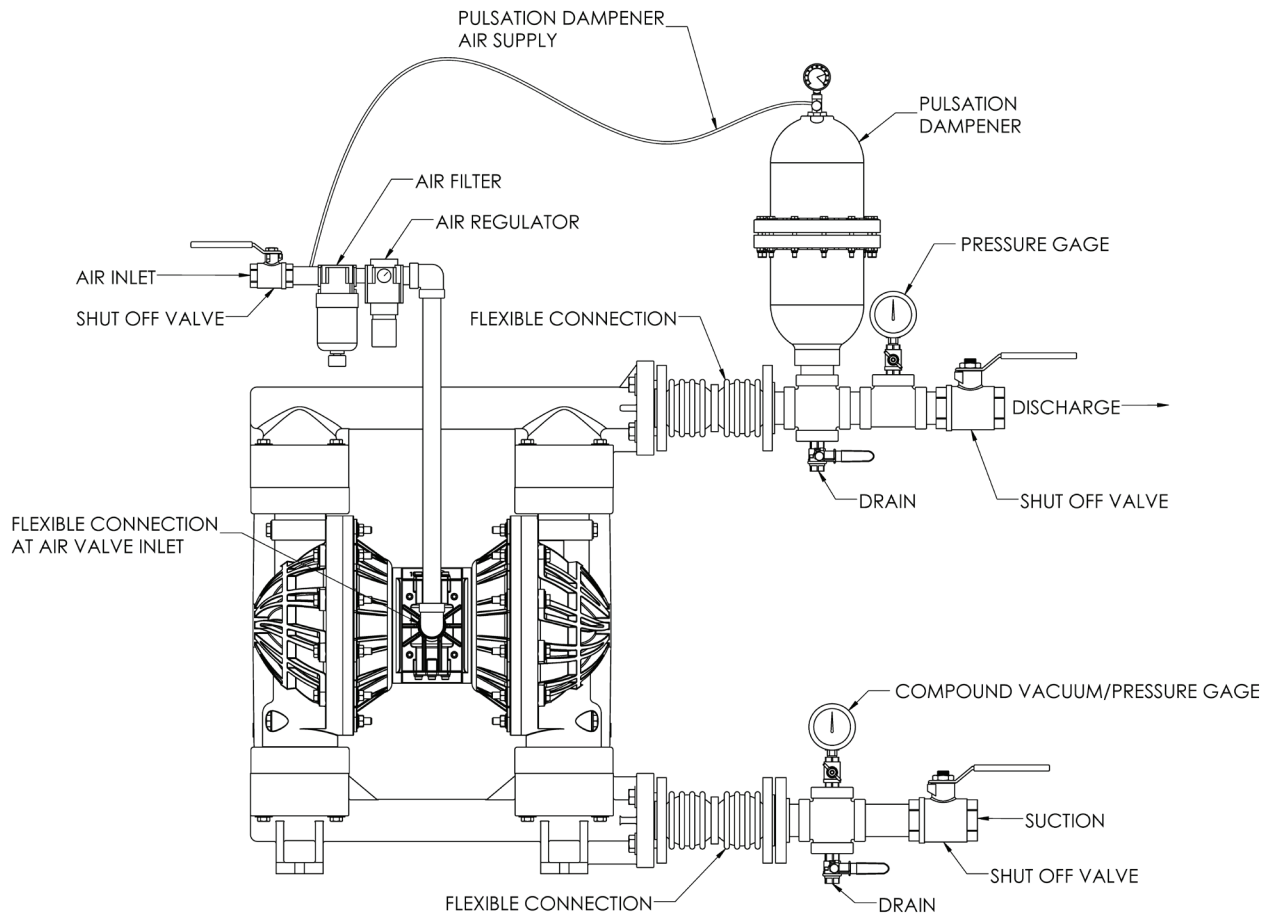 PULSATION DAMPENER
AIR SUPPLY
PULSATION
DAMPENER
AIR FILTER
AIR REGULATOR
PRESSURE GAGE
AIR INLET
SHUT OFF VALVE
FLEXIBLE CONNECTION
DISCHARGE
DRAIN
SHUT OFF VALVE
FLEXIBLE CONNECTION
AT AIR VALVE INLET
COMPOUND VACUUM/PRESSURE GAGE
SUCTION
SHUT OFF VALVE
FLEXIBLE CONNECTION
DRAIN